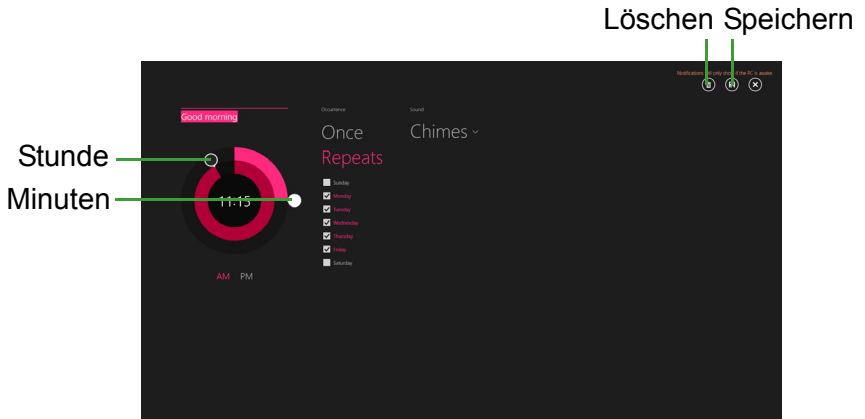 Löschen Speichern
Notifications will only show if the PC is awake
Good morning
Occurrence
Sound
Once
Chimes
Repeats
Stunde
Minuten
11:15
Sunday
Monday
Tuesday
Wednesday
Thursday
Friday
Saturday
AM PM